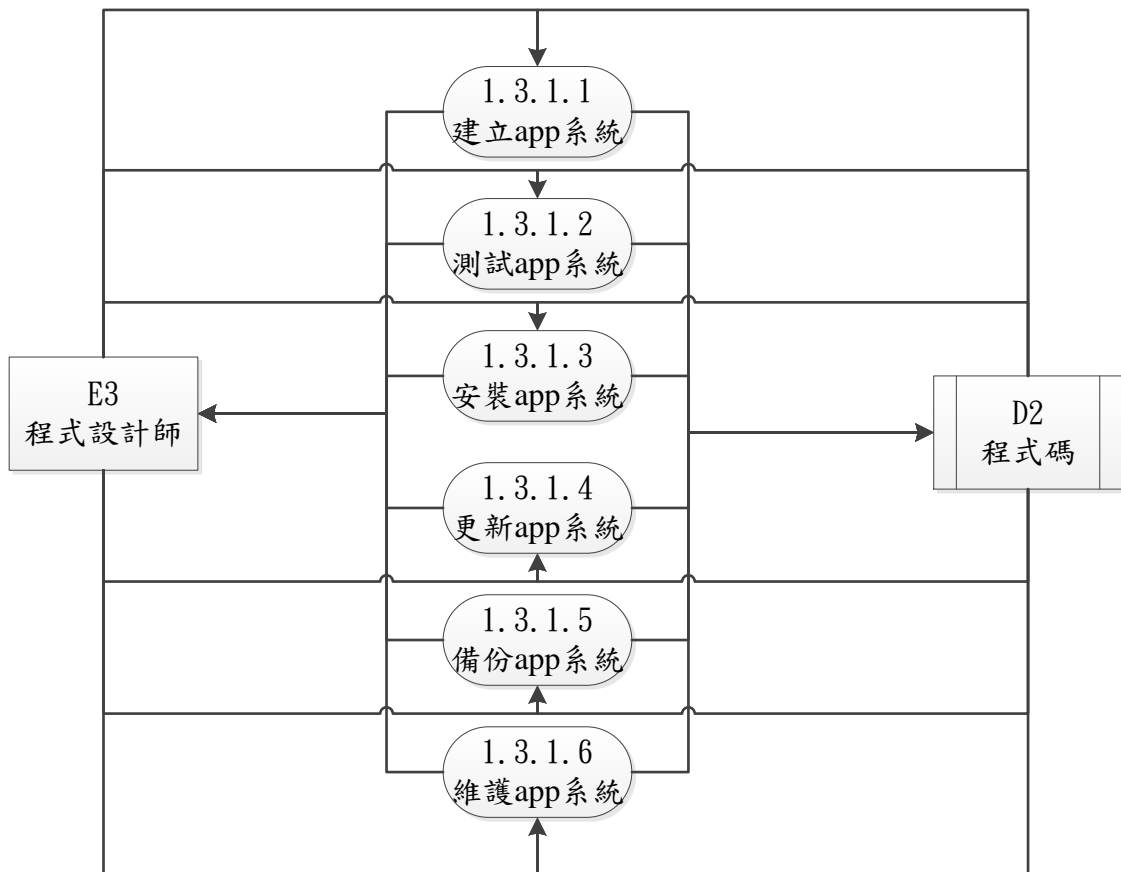 1.3.1.1
建立app系統
1.3.1.2
測試app系統
1.3.1.3
安裝app系統
E3
程式設計師
D2
程式碼
1.3.1.4
更新app系統
1.3.1.5
備份app系統
1.3.1.6
維護app系統